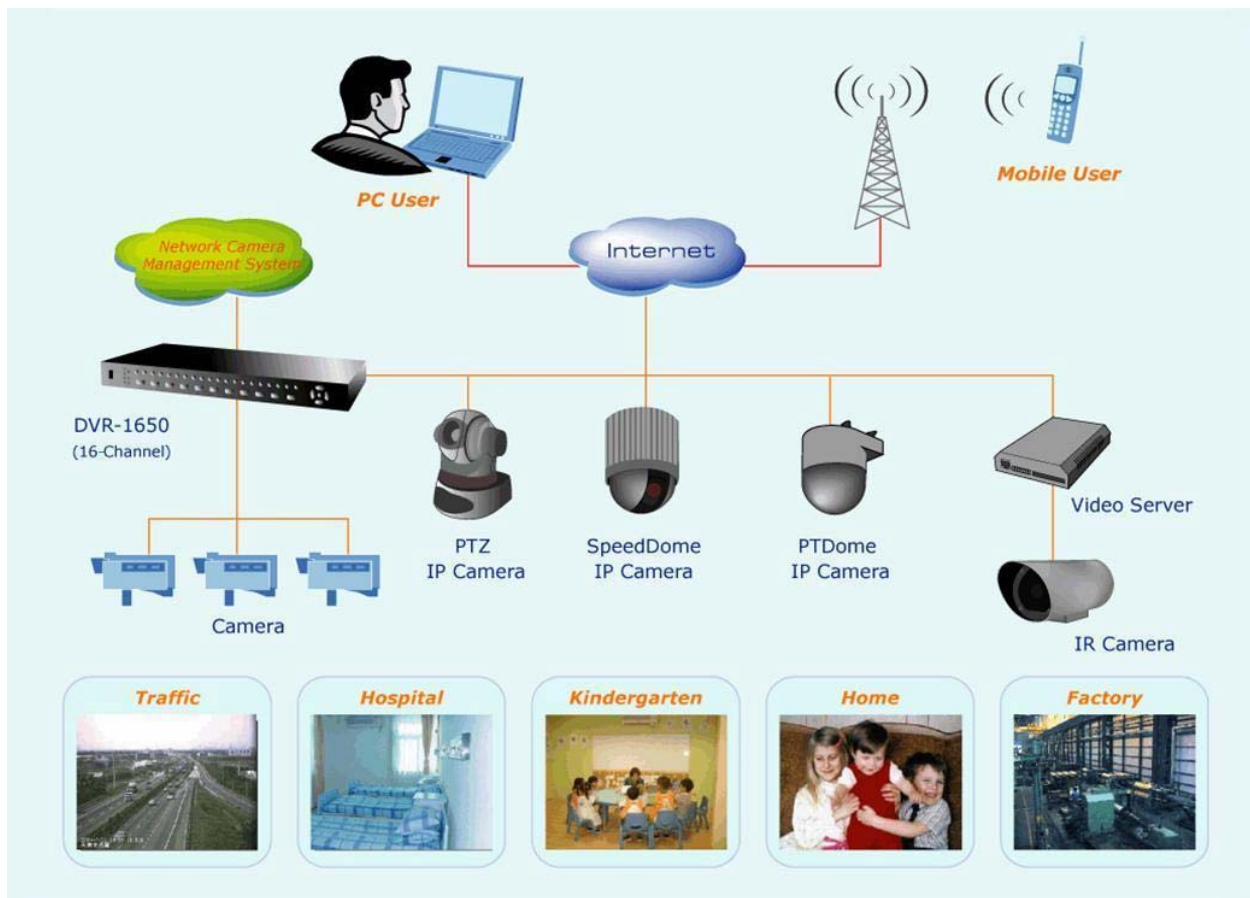 PC User
Mobile User
Network Camera
Management System
Internet
DVR-1650
(16-Channel)
PTZ
IP Camera
SpeedDome
IP Camera
PTDome
IP Camera
Video Server
Camera
IR Camera
Traffic
Hospital
Kindergarten
Home
Factory